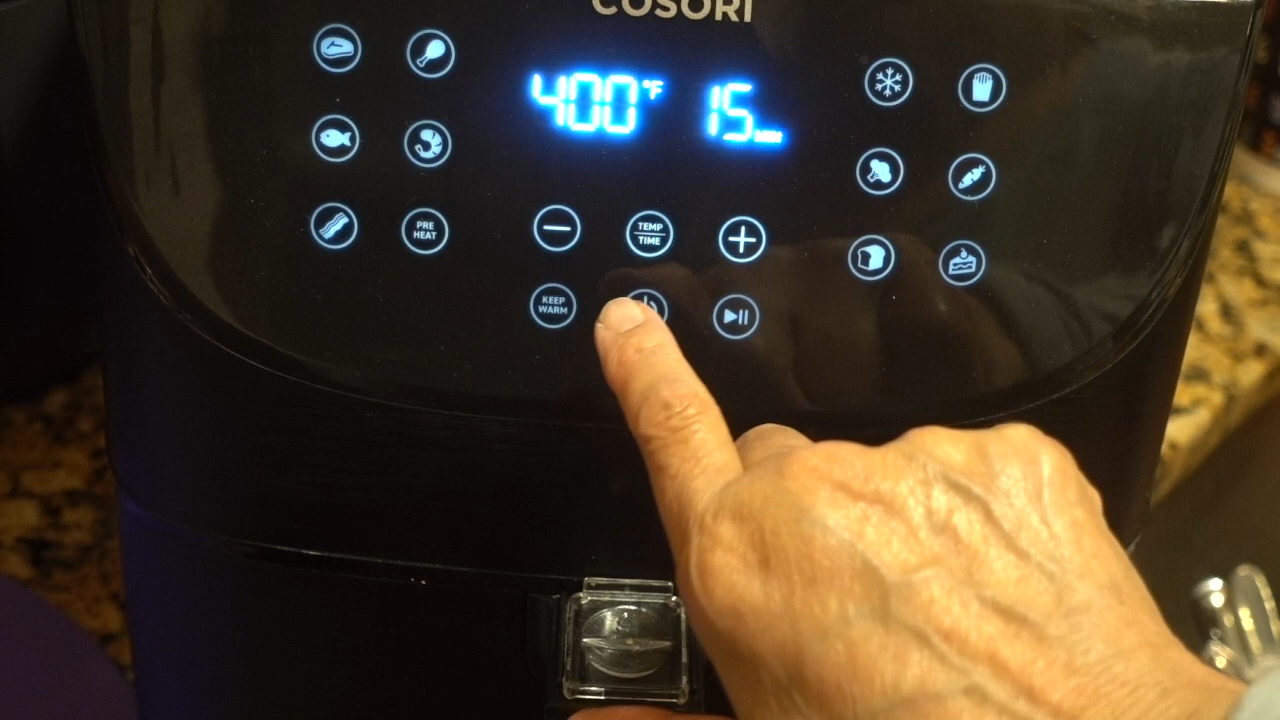 COSORI
400°F 15 MIN
PRE
HEAT
TEMP
TIME
KEEP
WARM